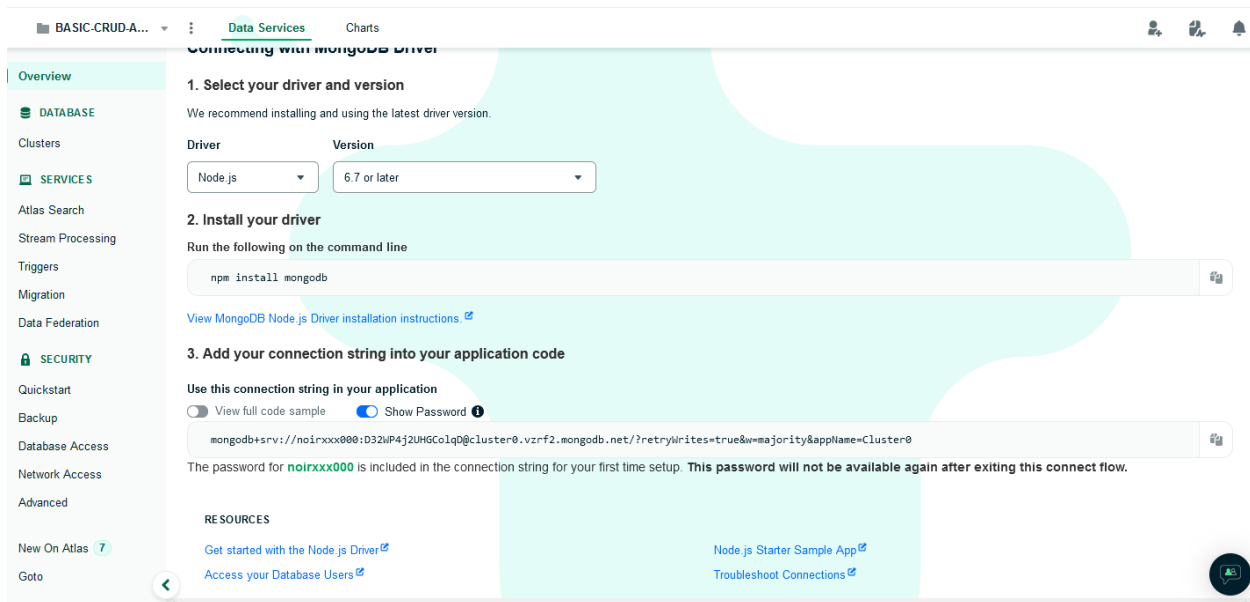 BASIC-CRUD-A...
Data Services
Charts
Connecting with MongoDB Driver
Overview
1. Select your driver and version
We recommend installing and using the latest driver version.
DATABASE
Clusters
Driver
Version
Node.js
6.7 or later
SERVICES
Atlas Search
Stream Processing
Triggers
Migration
Data Federation
2. Install your driver
Run the following on the command line
npm install mongodb
View MongoDB Node.js Driver installation instructions.
3. Add your connection string into your application code
SECURITY
Quickstart
Backup
Database Access
Network Access
Advanced
Use this connection string in your application
View full code sample
Show Password
mongodb+srv://noirxxx000:D32WP4j2UHGColqD@cluster0.vzrf2.mongodb.net/?retryWrites=true&w=majority&appName=Cluster0
The password for noirxxx000 is included in the connection string for your first time setup. This password will not be available again after exiting this connect flow.
RESOURCES
Get started with the Node.js Driver
Node.js Starter Sample App
Access your Database Users
Troubleshoot Connections
New On Atlas 7
Goto